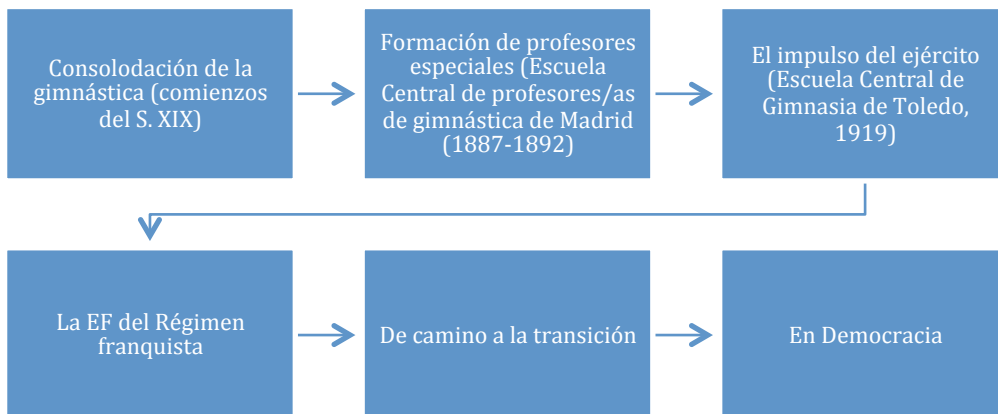 Consolodación de la
gimnástica (comienzos
del S. XIX)
Formación de profesores
especiales (Escuela
Central de profesores/as
de gimnástica de Madrid
(1887-1892)
El impulso del ejército
(Escuela Central de
Gimnasia de Toledo,
1919)
La EF del Régimen
franquista
De camino a la transición
En Democracia